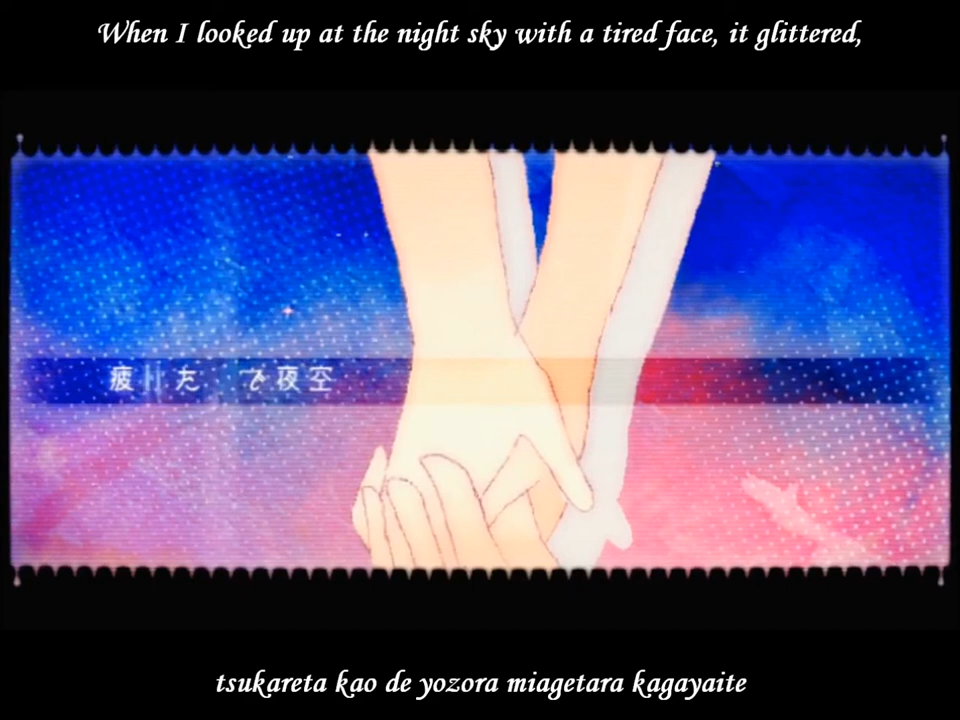 When I looked up at the night sky with a tired face, it glittered,
疲れた で夜空
tsukareta kao de yozora miagetara kagayaite